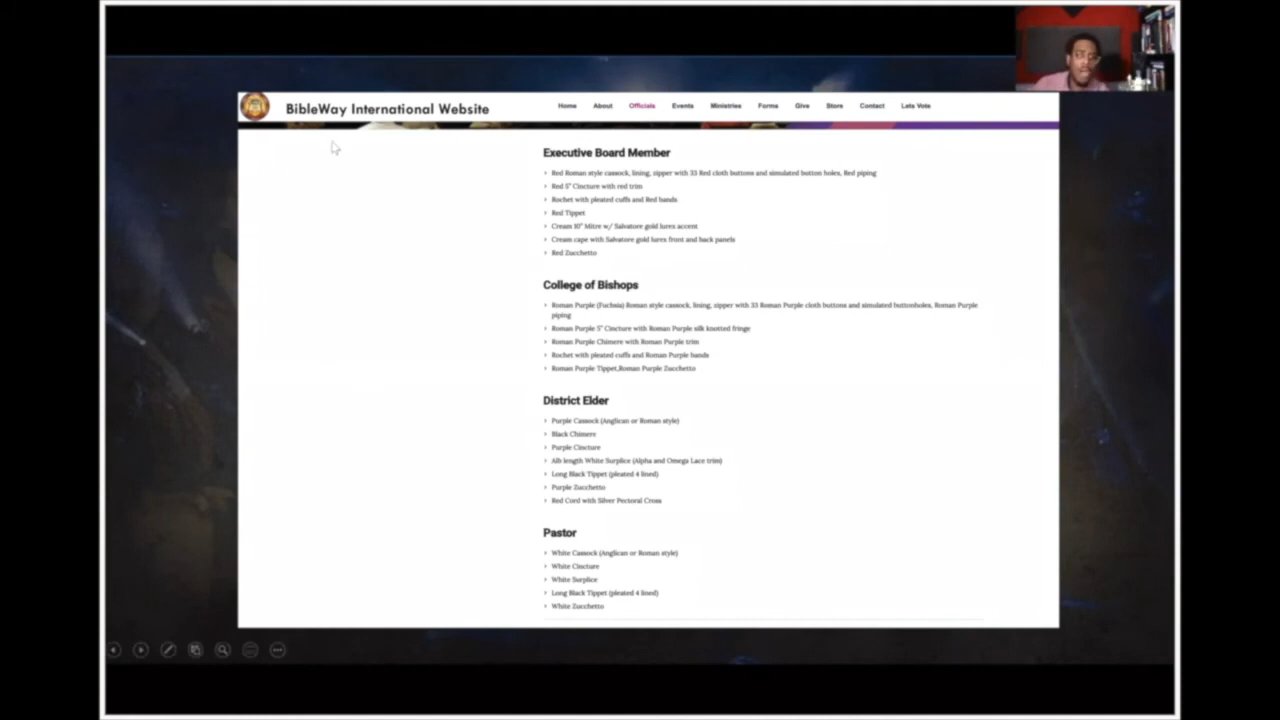 BibleWay International Website
Home About Officials Events Ministries Forms Give Store Contact Lets Vote
Executive Board Member
Red Roman style cassock, lining, zipper with 33 Red cloth buttons and simulated button holes, Red piping
Red 5" Cincture with red trim
Rochet with pleated cuffs and Red bands
Red Tippet
Cream 10" Mitre w/ Salvatore gold lurex accent
Cream cape with Salvatore gold lurex front and back panels
Red Zucchetto
College of Bishops
Roman Purple (Fuchsia) Roman style cassock, lining, zipper with 33 Roman Purple cloth buttons and simulated buttonholes, Roman Purple
piping
Roman Purple 5" Cincture with Roman Purple silk knotted fringe
Roman Purple Chimere with Roman Purple trim
Rochet with pleated cuffs and Roman Purple bands
Roman Purple Tippet,Roman Purple Zucchetto
District Elder
Purple Cassock (Anglican or Roman style)
Black Chimere
Purple Cincture
Alb length White Surplice (Alpha and Omega Lace trim)
Long Black Tippet (pleated 4 lined)
Purple Zucchetto
Red Cord with Silver Pectoral Cross
Pastor
White Cassock (Anglican or Roman style)
White Cincture
White Surplice
Long Black Tippet (pleated 4 lined)
White Zucchetto